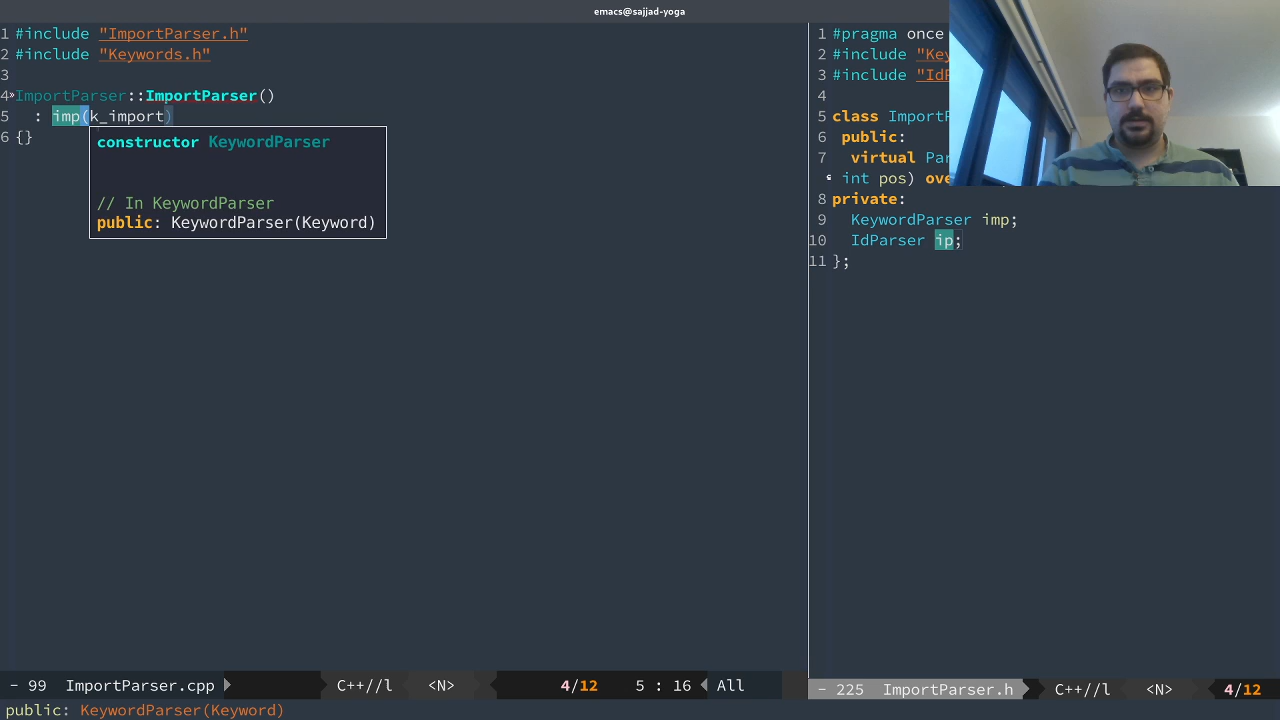 emacs@sajjad-yoga
1 #include "ImportParser.h"
2 #include "Keywords.h"
3
4»ImportParser::ImportParser()
5   : imp(k_import)
6 {}
constructor KeywordParser
// In KeywordParser
public: KeywordParser(Keyword)
- 99  ImportParser.cpp  C++//l  <N>  4/12  5 : 16  All
1 #pragma once
2 #include "Key
3 #include "IdP
4
5 class ImportP
6  public:
7   virtual Par
int pos) ove
8 private:
9   KeywordParser imp;
10   IdParser ip;
11 };
- 225  ImportParser.h  C++//l  <N>  4/12
public: KeywordParser(Keyword)